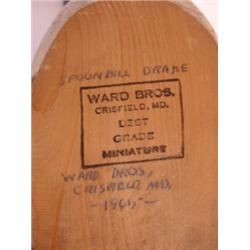 SPOONBILL DRAKE
WARD BROS.
CRISFIELD, MD.
BEST
GRADE
MINIATURE
WARD BROS,
CRISFIELD MD.